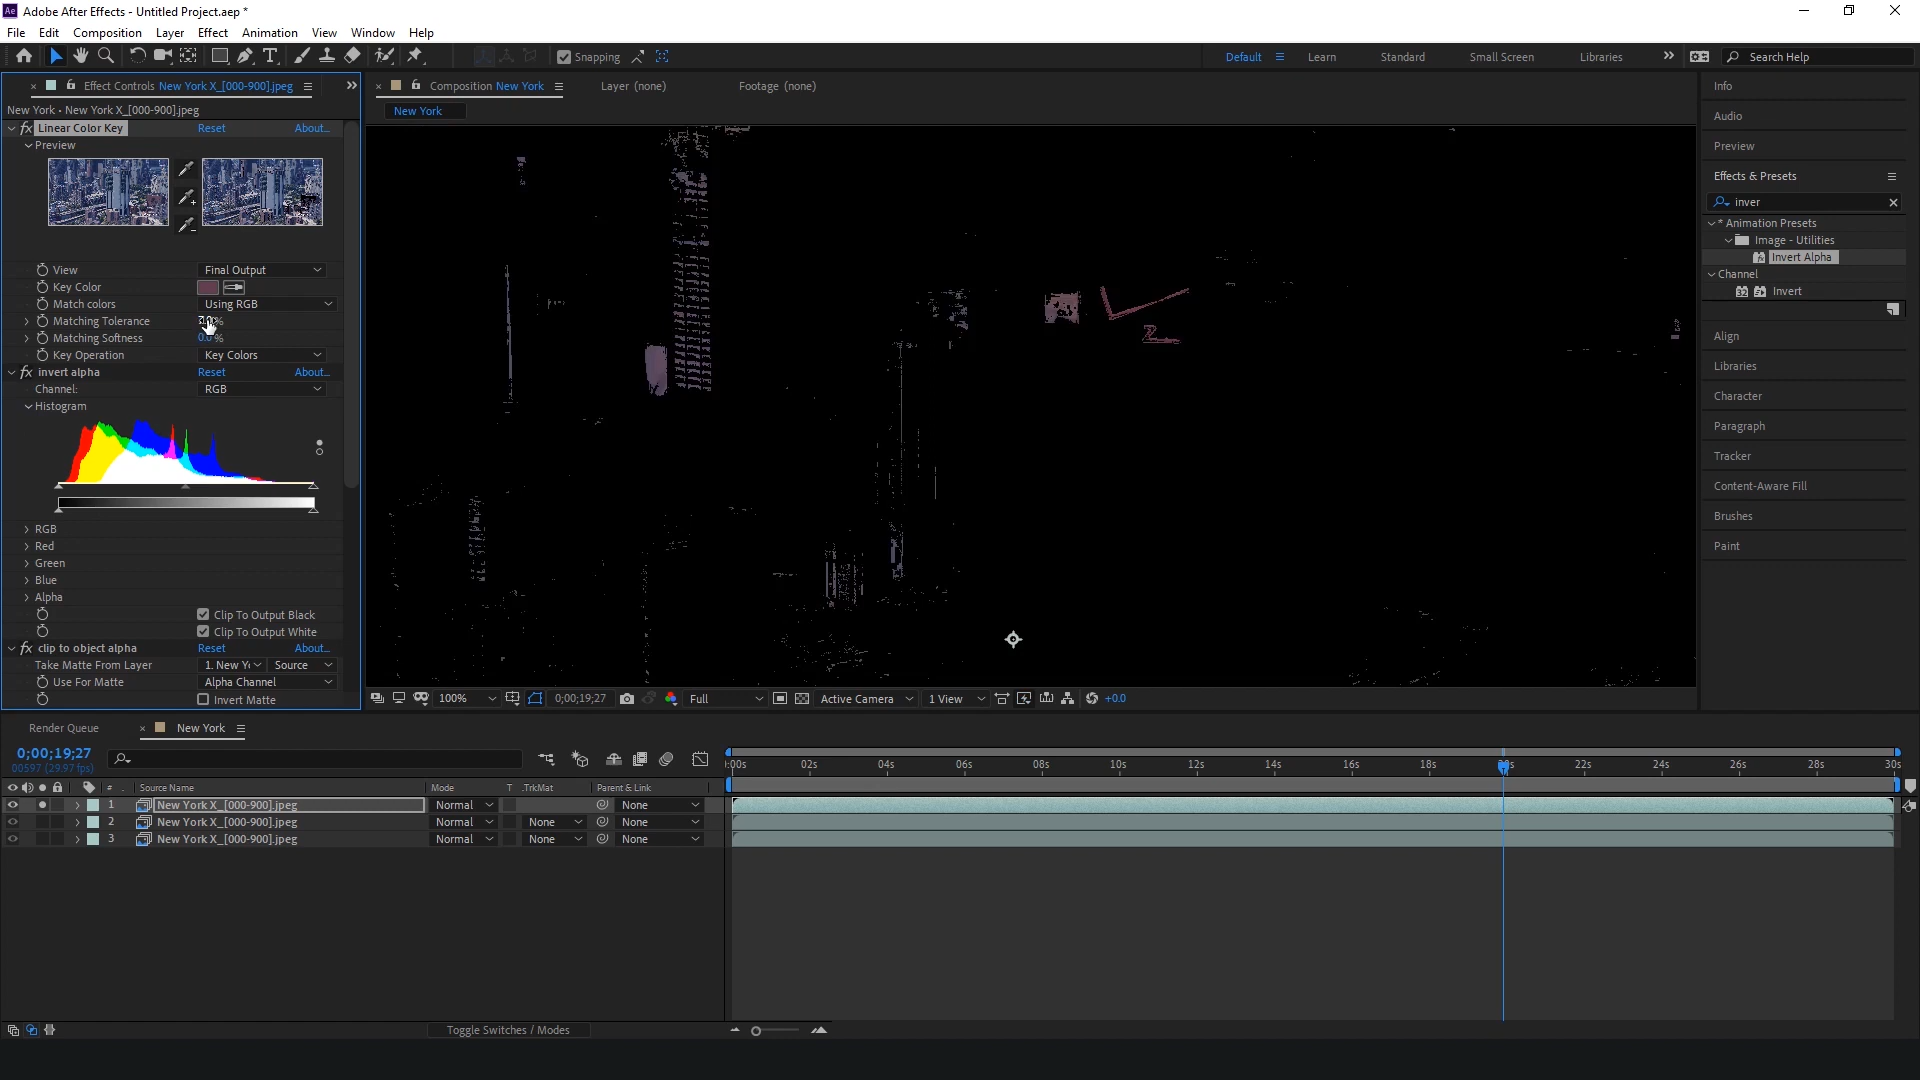 Ae Adobe After Effects - Untitled Project.aep *
File Edit Composition Layer Effect Animation View Window Help
Snapping Default Learn Standard Small Screen Libraries Search Help
Effect Controls New York X_[000-900].jpeg
Composition New York Layer (none) Footage (none)
New York • New York X_[000-900].jpeg
New York
fx Linear Color Key Reset About...
Preview
View Final Output
Key Color
Match colors Using RGB
Matching Tolerance
Matching Softness 0.0 %
Key Operation Key Colors
fx invert alpha Reset About...
Channel: RGB
Histogram
RGB
Red
Green
Blue
Alpha
Clip To Output Black
Clip To Output White
fx clip to object alpha Reset About...
Take Matte From Layer Source
Use For Matte Alpha Channel
Invert Matte
100% 0;00;19;27 Full Active Camera 1 View +0.0
Info
Audio
Preview
Effects & Presets
inver
* Animation Presets
Image - Utilities
Invert Alpha
Channel
32 Invert
Align
Libraries
Character
Paragraph
Tracker
Content-Aware Fill
Brushes
Paint
Render Queue New York
0;00;19;27
00597 (29.97 fps)
# Source Name Mode T .TrkMat Parent & Link
1 New York X_[000-900].jpeg Normal None
2 New York X_[000-900].jpeg Normal None None
3 New York X_[000-900].jpeg Normal None None
:00s 02s 04s 06s 08s 10s 12s 14s 16s 18s 22s 24s 26s 28s 30s
Toggle Switches / Modes